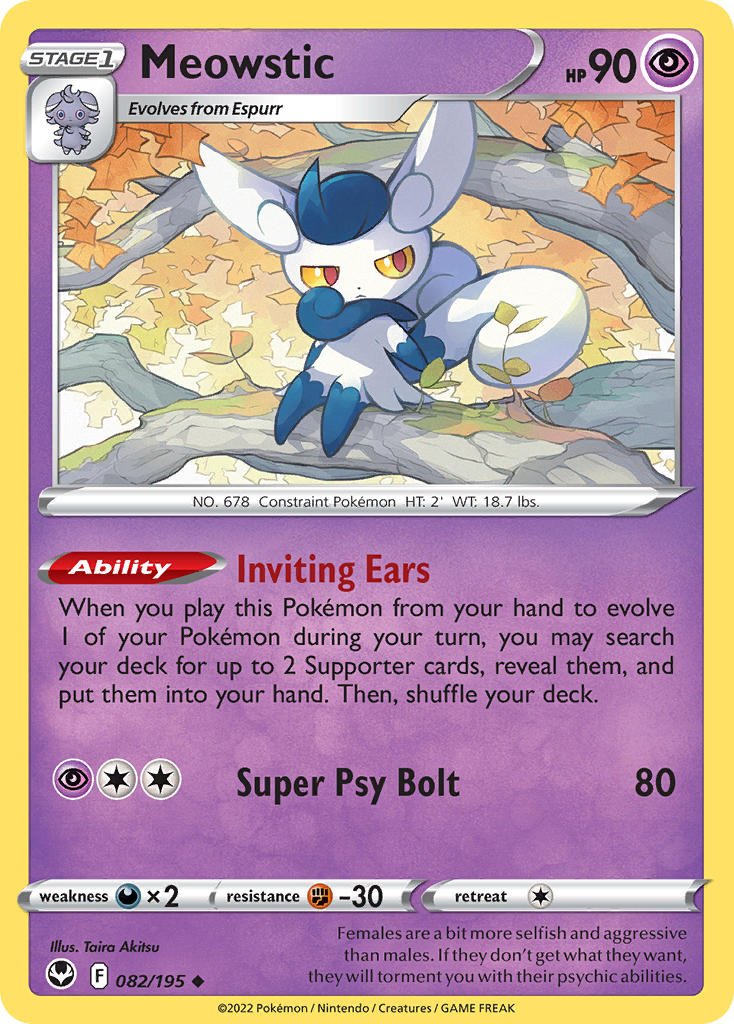 STAGE1
Meowstic
HP90
Evolves from Espurr
NO. 678 Constraint Pokémon HT: 2' WT: 18.7 lbs.
Ability Inviting Ears
When you play this Pokémon from your hand to evolve
1 of your Pokémon during your turn, you may search
your deck for up to 2 Supporter cards, reveal them, and
put them into your hand. Then, shuffle your deck.
Super Psy Bolt 80
weakness ×2 resistance -30 retreat
Illus. Taira Akitsu
F 082/195
Females are a bit more selfish and aggressive
than males. If they don't get what they want,
they will torment you with their psychic abilities.
©2022 Pokémon / Nintendo / Creatures / GAME FREAK